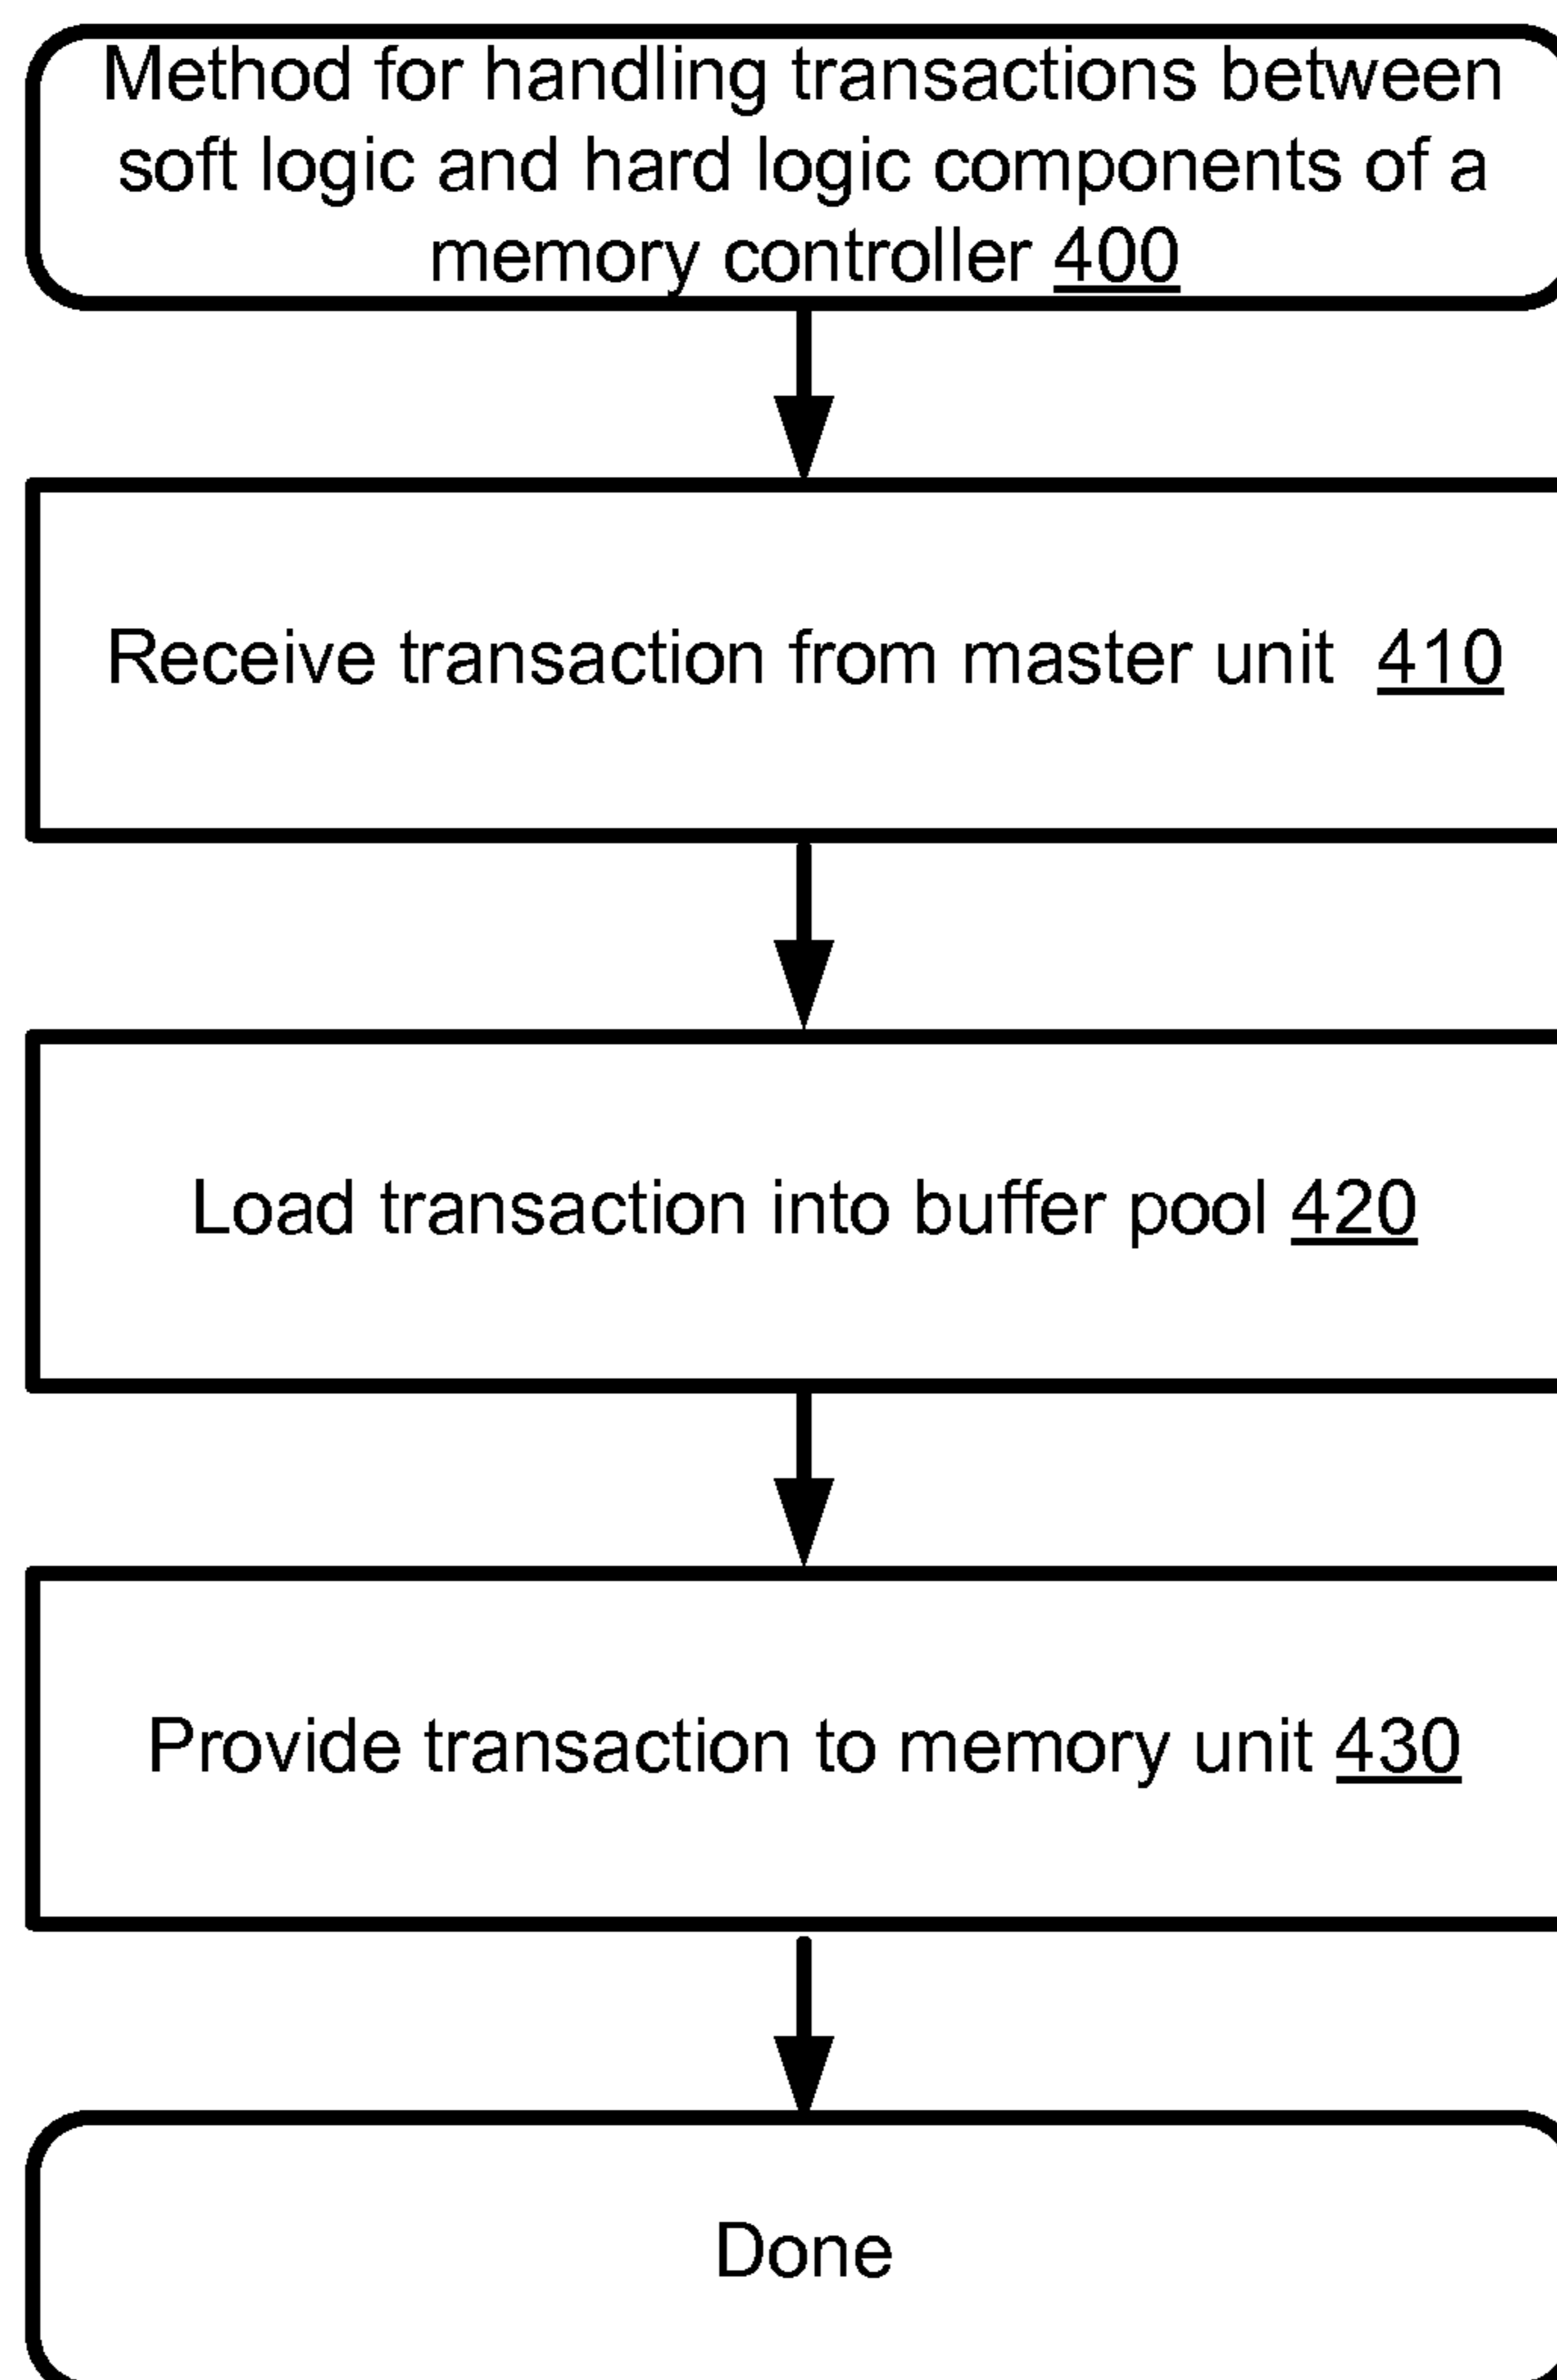 Method for handling transactions between
soft logic and hard logic components of a
memory controller 400
Receive transaction from master unit 410
Load transaction into buffer pool 420
Provide transaction to memory unit 430
Done